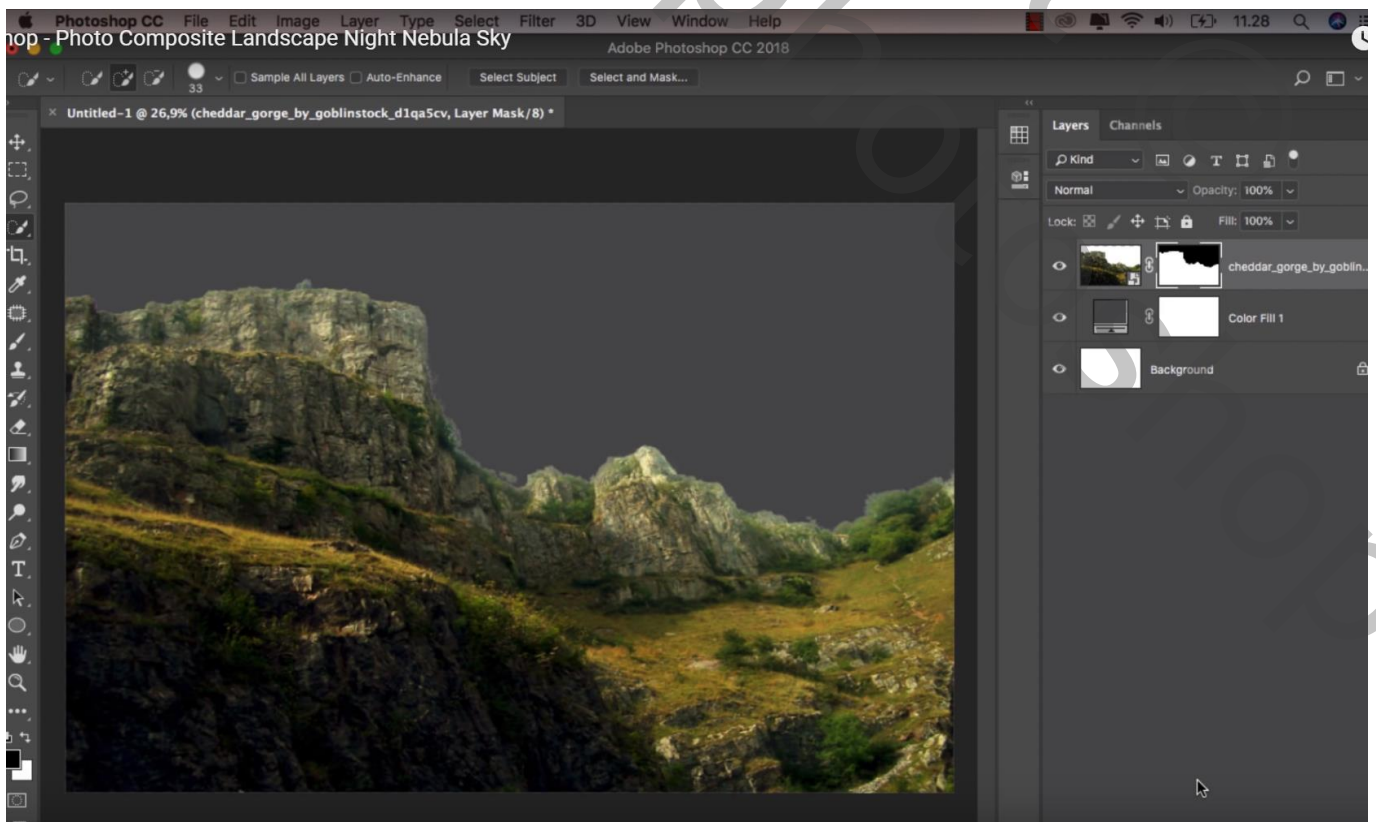 Photoshop CC File Edit Image Layer Type Select Filter 3D View Window Help 11.28
- Photo Composite Landscape Night Nebula Sky
Adobe Photoshop CC 2018
33 Sample All Layers Auto-Enhance Select Subject Select and Mask...
× Untitled-1 @ 26,9% (cheddar_gorge_by_goblinstock_d1qa5cv, Layer Mask/8) *
Layers Channels
Kind
Normal Opacity: 100%
Lock: Fill: 100%
cheddar_gorge_by_goblin...
Color Fill 1
Background